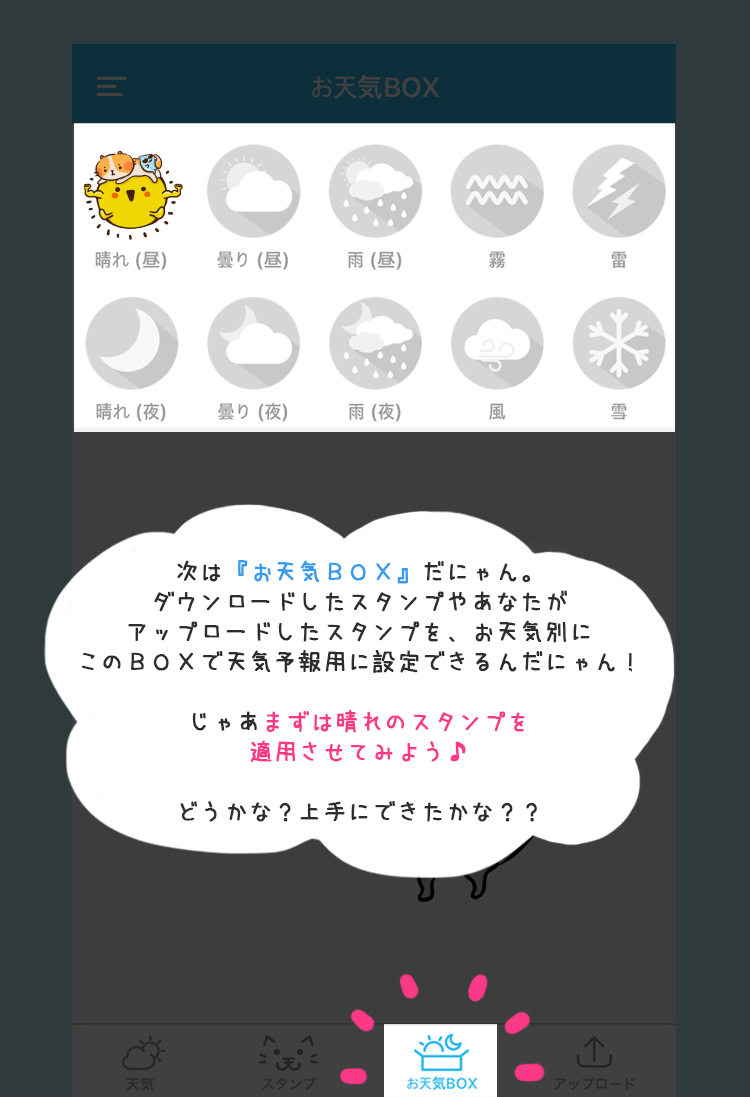 お天気BOX
晴れ (昼)
曇り (昼)
雨 (昼)
霧
雷
晴れ (夜)
曇り (夜)
雨 (夜)
風
雪
次は『お天気BOX』だにゃん。
ダウンロードしたスタンプやあなたが
アップロードしたスタンプを、お天気別に
このBOXで天気予報用に設定できるんだにゃん！
じゃあまずは晴れのスタンプを
適用させてみよう♪
どうかな？上手にできたかな？？
天気
スタンプ
お天気BOX
アップロード